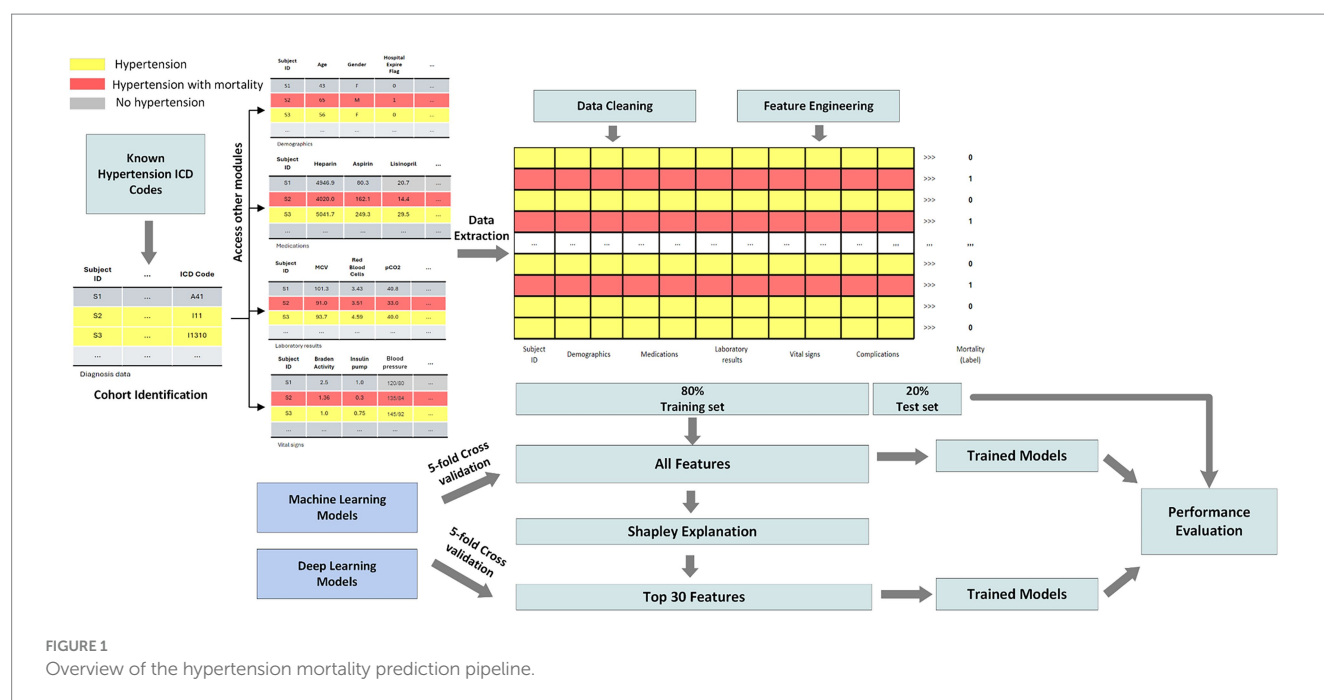 Hypertension
Hypertension with mortality
No hypertension
Known
Hypertension ICD
Codes
Subject
ID ... ICD Code
S1 ... A41
S2 ... I11
S3 ... I1310
... ... ...
Diagnosis data
Cohort Identification
Access other modules
Subject
ID Age Gender Hospital
Expire
Flag ...
S1 43 F 0 ...
S2 65 M 1 ...
S3 56 F 0 ...
... ... ... ... ...
Demographics
Subject
ID Heparin Aspirin Lisinopril ...
S1 4946.9 80.3 20.7 ...
S2 4020.0 162.1 14.4 ...
S3 5041.7 249.3 29.5 ...
... ... ... ... ...
Medications
Subject
ID MCV Red
Blood
Cells pCO2 ...
S1 101.3 3.43 40.8 ...
S2 91.0 3.51 33.0 ...
S3 93.7 4.59 40.0 ...
... ... ... ... ...
Laboratory results
Subject
ID Braden
Activity Insulin
pump Blood
pressure ...
S1 2.5 1.0 120/80 ...
S2 1.36 0.3 135/84 ...
S3 1.0 0.75 145/92 ...
... ... ... ... ...
Vital signs
Data
Extraction
Data Cleaning
Feature Engineering
>>> 0
>>> 1
>>> 0
>>> 1
... ... ... ... ... ... ... ... ... ... ... ...
>>> 0
>>> 1
>>> 0
>>> 0
Subject
ID
Demographics
Medications
Laboratory
results
Vital signs
Complications
Mortality
(Label)
80%
Training set
20%
Test set
5-fold Cross
validation
All Features
Trained Models
Machine Learning
Models
Shapley Explanation
Performance
Evaluation
5-fold Cross
validation
Deep Learning
Models
Top 30 Features
Trained Models
FIGURE 1
Overview of the hypertension mortality prediction pipeline.